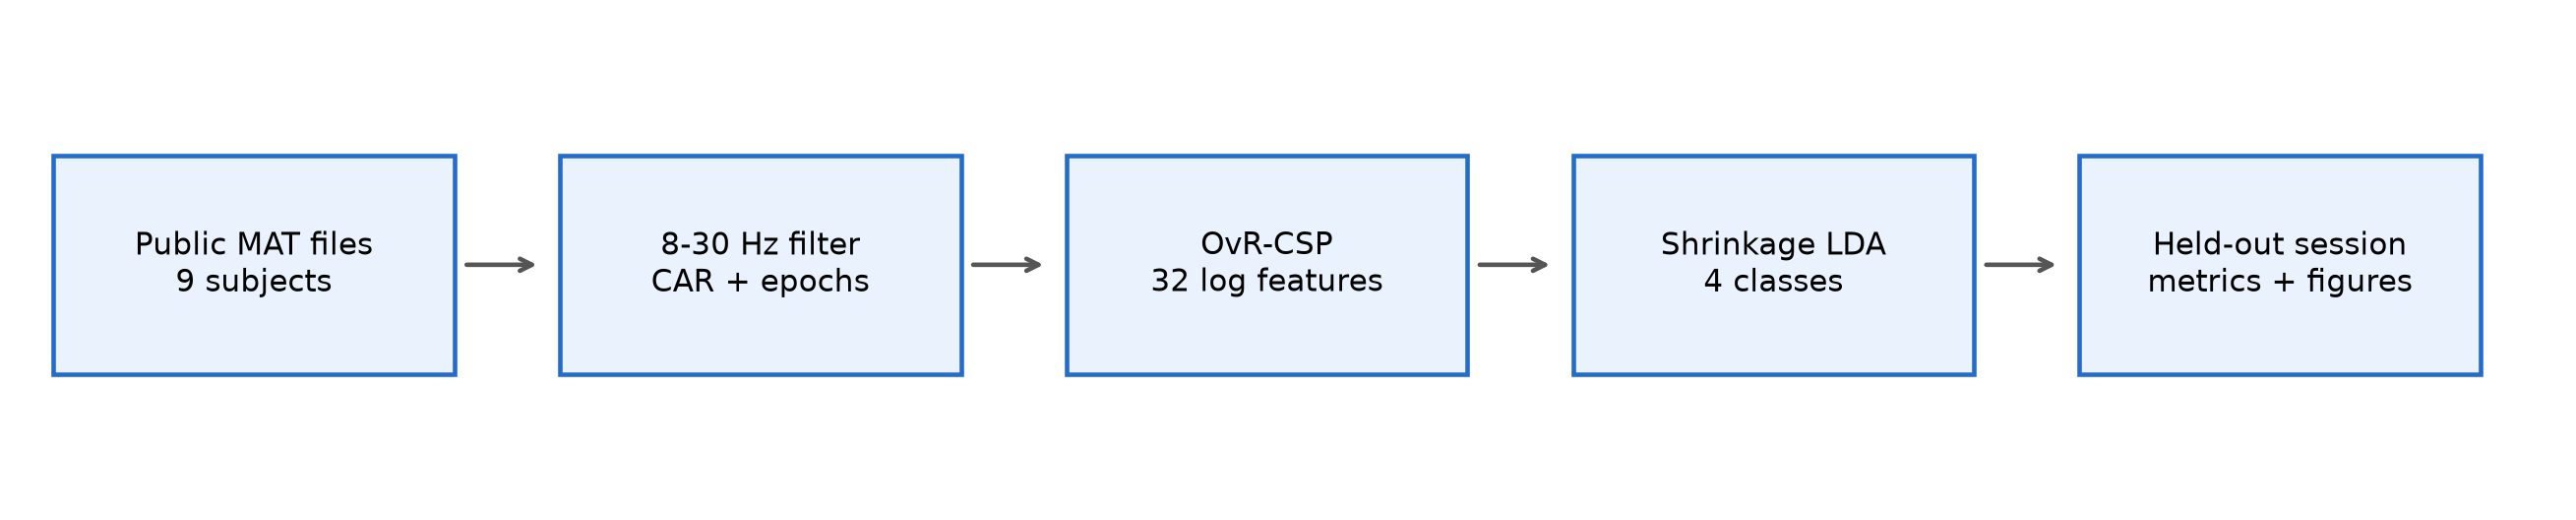 Public MAT files
9 subjects
8-30 Hz filter
CAR + epochs
OvR-CSP
32 log features
Shrinkage LDA
4 classes
Held-out session
metrics + figures